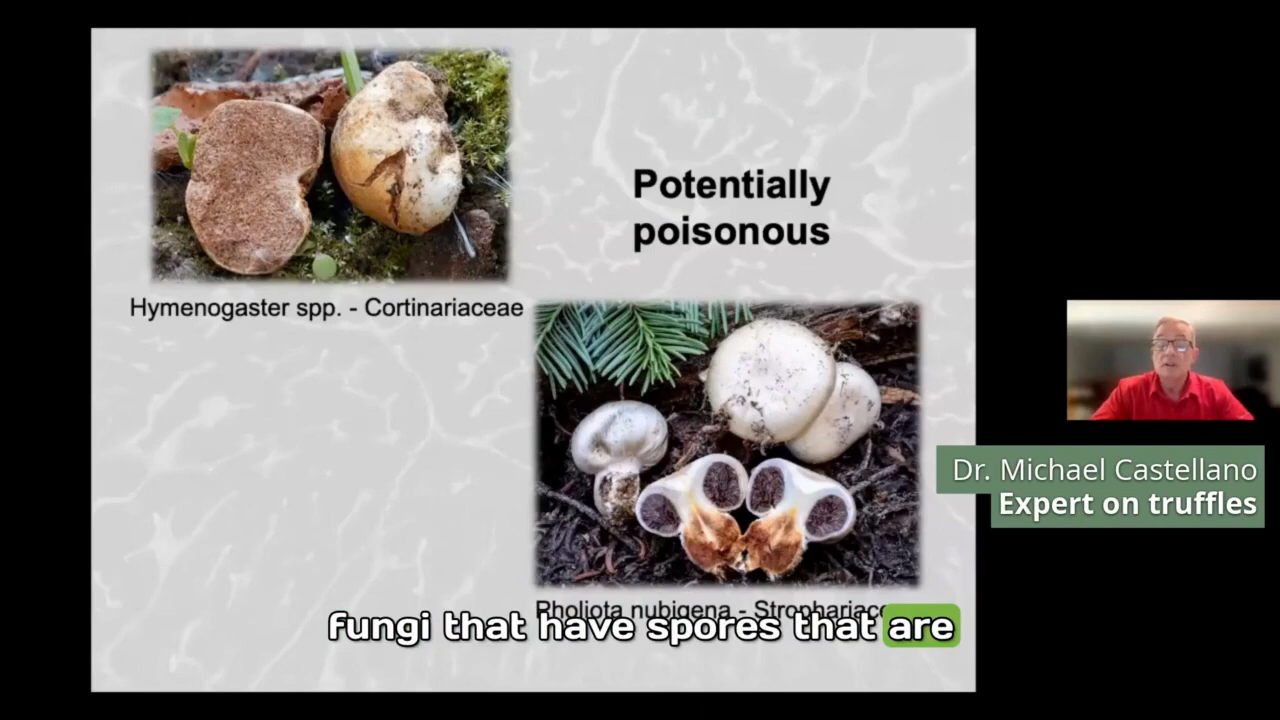 Potentially
poisonous
Hymenogaster spp. - Cortinariaceae
Pholiota nubigena -
fungi that have spores that are
Dr. Michael Castellano
Expert on truffles